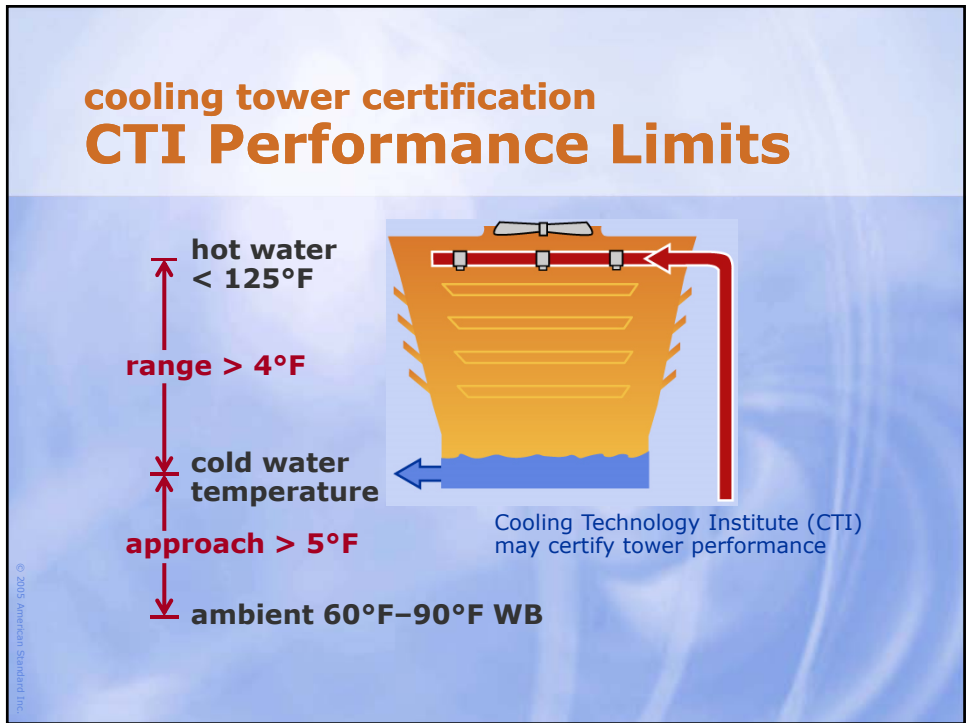 cooling tower certification
CTI Performance Limits
hot water
< 125°F
range > 4°F
cold water
temperature
approach > 5°F
ambient 60°F–90°F WB
Cooling Technology Institute (CTI)
may certify tower performance
© 2005 American Standard Inc.